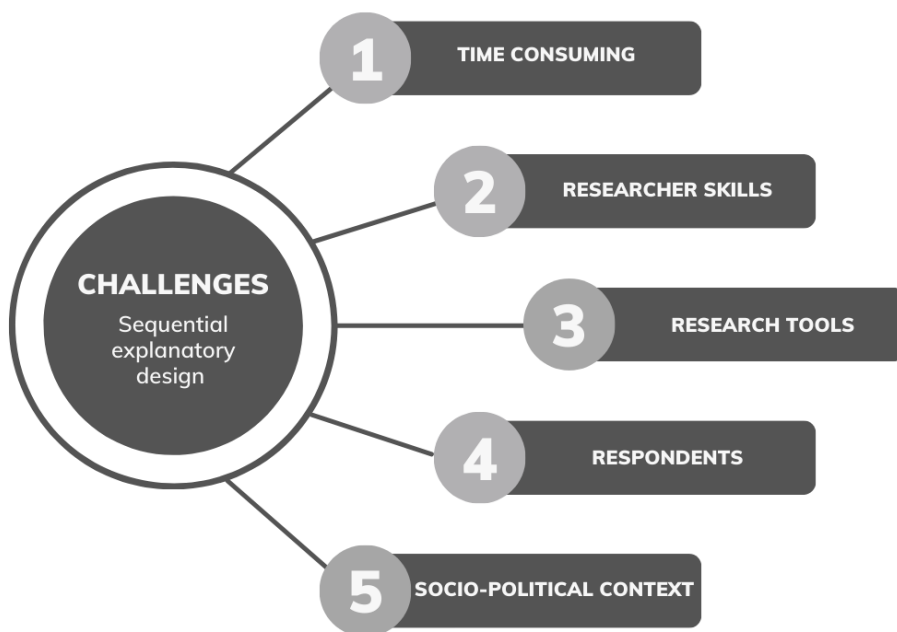 CHALLENGES
Sequential
explanatory
design
1
TIME CONSUMING
2
RESEARCHER SKILLS
3
RESEARCH TOOLS
4
RESPONDENTS
5
SOCIO-POLITICAL CONTEXT